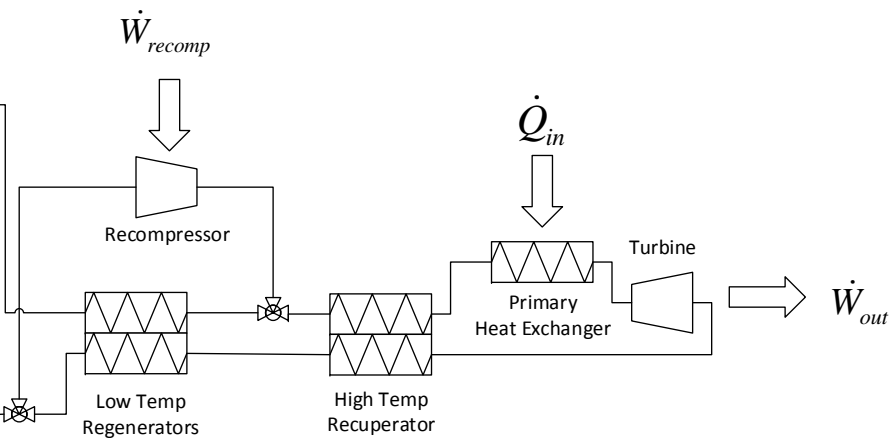 Ẇrecomp
Q̇in
Recompressor
Turbine
Primary
Heat Exchanger
Ẇout
Low Temp
Regenerators
High Temp
Recuperator